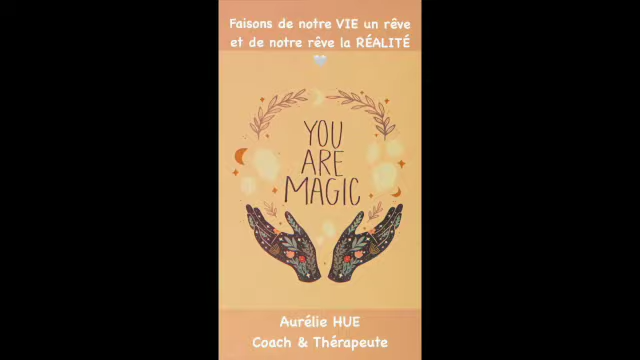 Faisons de notre VIE un rêve
et de notre rêve la RÉALITÉ
YOU
ARE
MAGIC
Aurélie HUE
Coach & Thérapeute